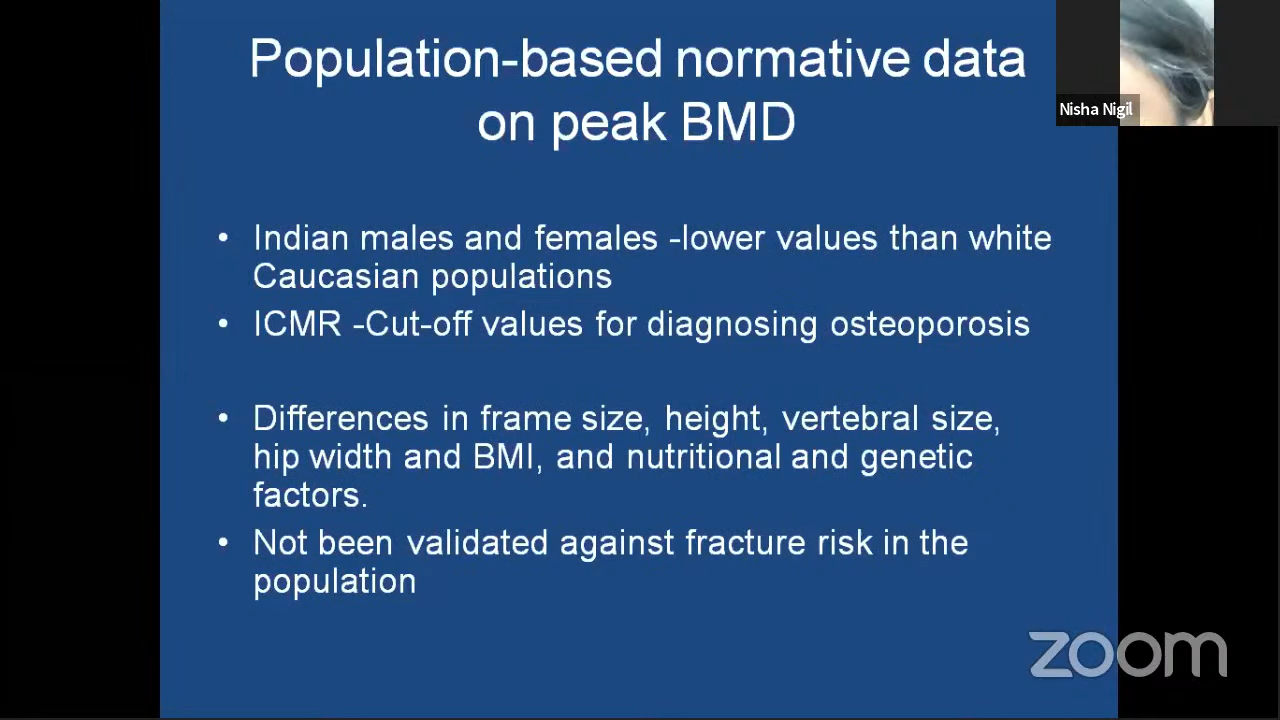 Population-based normative data
on peak BMD
Nisha Nigil
• Indian males and females -lower values than white
Caucasian populations
• ICMR -Cut-off values for diagnosing osteoporosis
• Differences in frame size, height, vertebral size,
hip width and BMI, and nutritional and genetic
factors.
• Not been validated against fracture risk in the
population
zoom